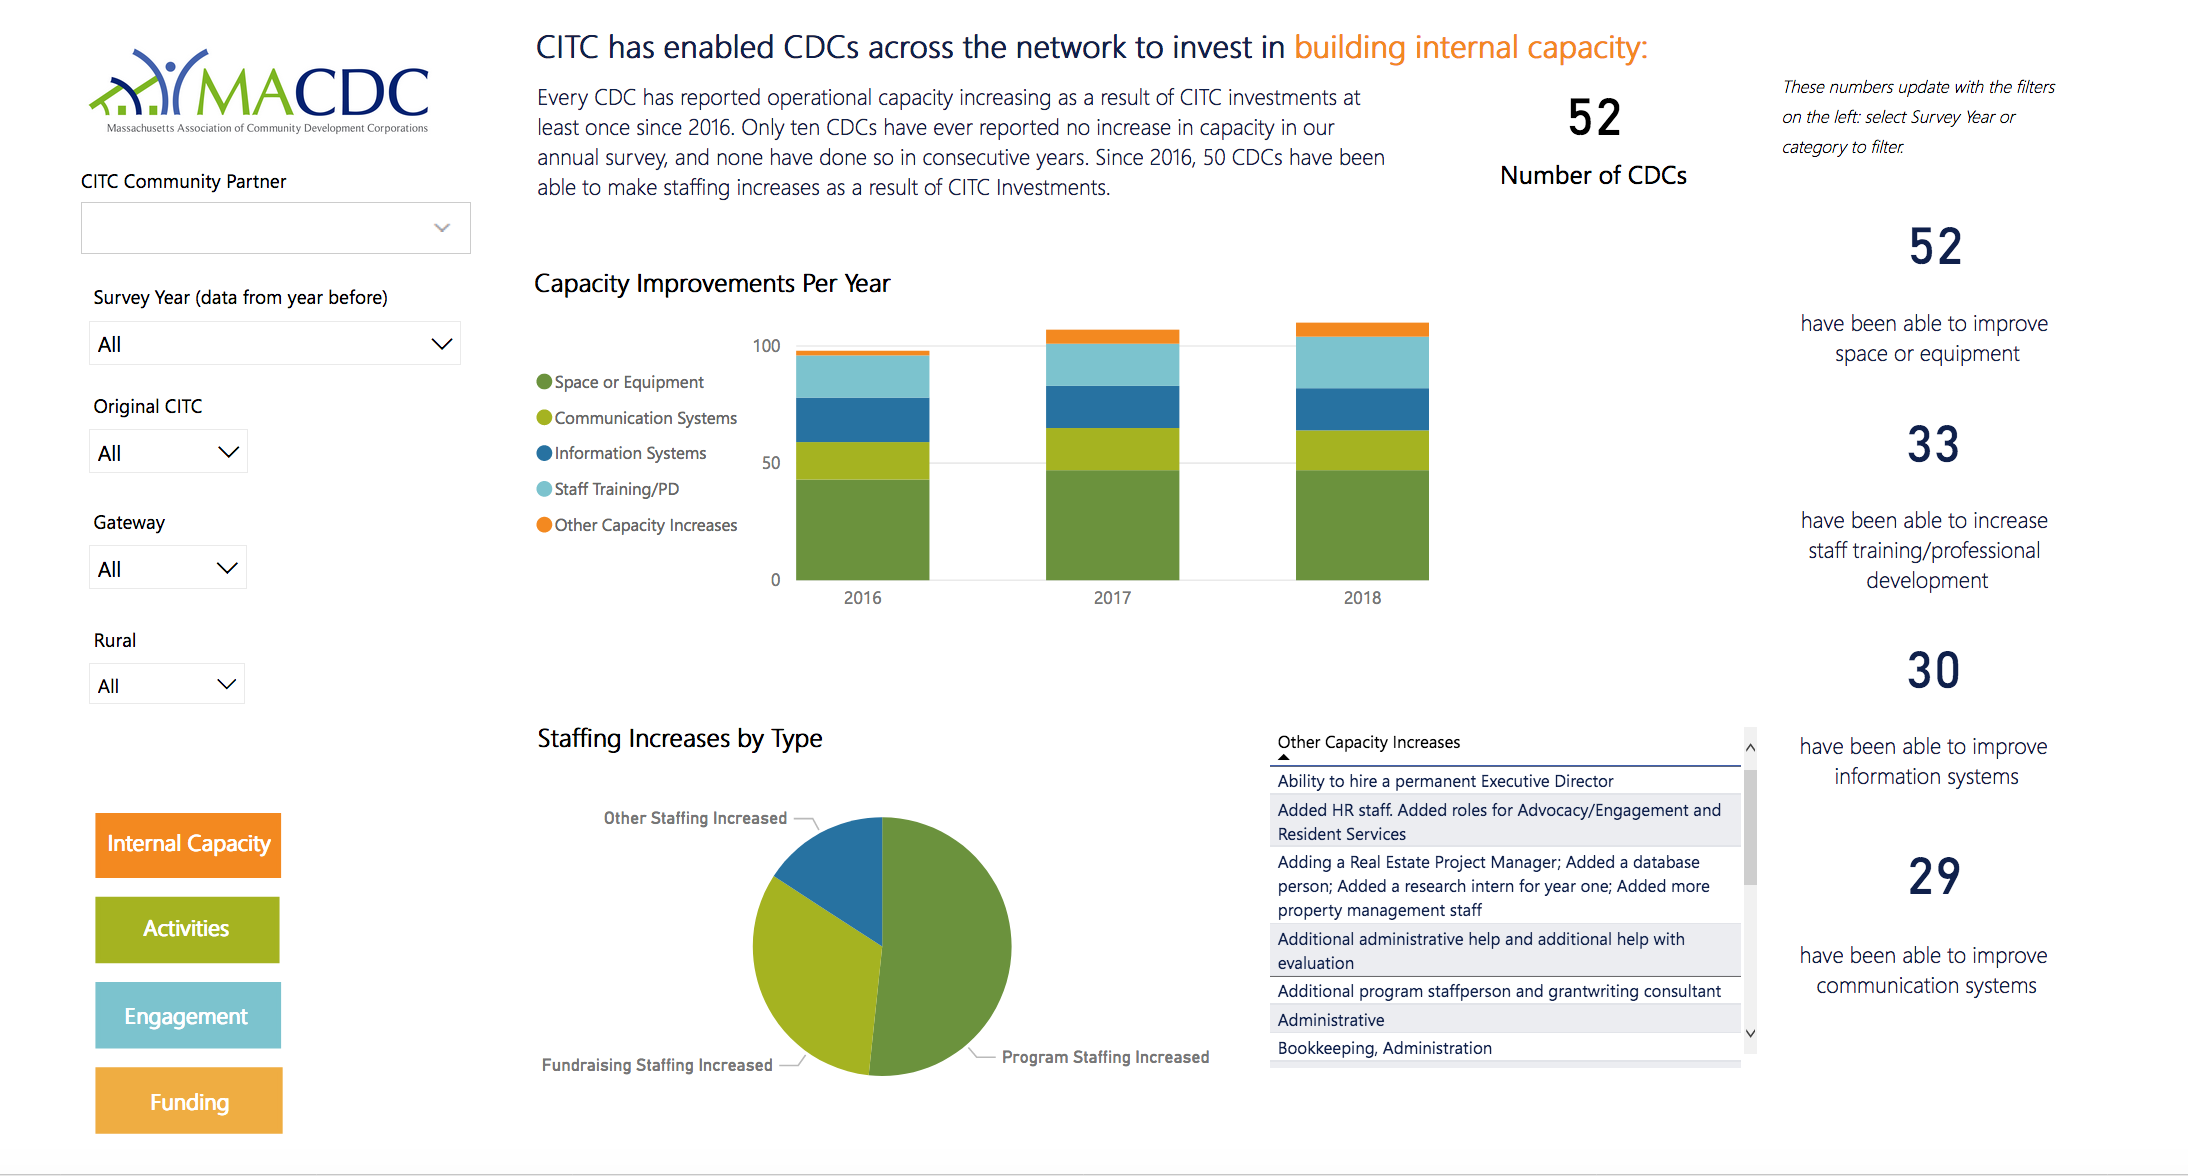 MACDC
Massachusetts Association of Community Development Corporations
CITC Community Partner
Survey Year (data from year before)
All
Original CITC
All
Gateway
All
Rural
All
Internal Capacity
Activities
Engagement
Funding
CITC has enabled CDCs across the network to invest in building internal capacity:
Every CDC has reported operational capacity increasing as a result of CITC investments at
least once since 2016. Only ten CDCs have ever reported no increase in capacity in our
annual survey, and none have done so in consecutive years. Since 2016, 50 CDCs have been
able to make staffing increases as a result of CITC Investments.
52
Number of CDCs
These numbers update with the filters
on the left: select Survey Year or
category to filter.
Capacity Improvements Per Year
Space or Equipment
Communication Systems
Information Systems
Staff Training/PD
Other Capacity Increases
100
50
0
2016
2017
2018
Staffing Increases by Type
Other Staffing Increased
Fundraising Staffing Increased
Program Staffing Increased
Other Capacity Increases
Ability to hire a permanent Executive Director
Added HR staff. Added roles for Advocacy/Engagement and
Resident Services
Adding a Real Estate Project Manager; Added a database
person; Added a research intern for year one; Added more
property management staff
Additional administrative help and additional help with
evaluation
Additional program staffperson and grantwriting consultant
Administrative
Bookkeeping, Administration
52
have been able to improve
space or equipment
33
have been able to increase
staff training/professional
development
30
have been able to improve
information systems
29
have been able to improve
communication systems